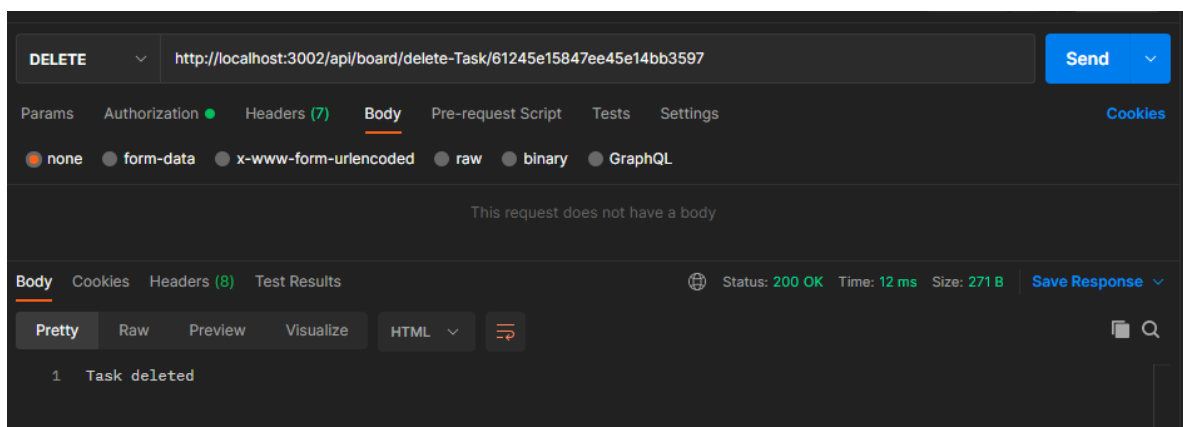 DELETE http://localhost:3002/api/board/delete-Task/61245e15847ee45e14bb3597 Send
Params Authorization Headers (7) Body Pre-request Script Tests Settings Cookies
none form-data x-www-form-urlencoded raw binary GraphQL
This request does not have a body
Body Cookies Headers (8) Test Results Status: 200 OK Time: 12 ms Size: 271 B Save Response
Pretty Raw Preview Visualize HTML
1 Task deleted